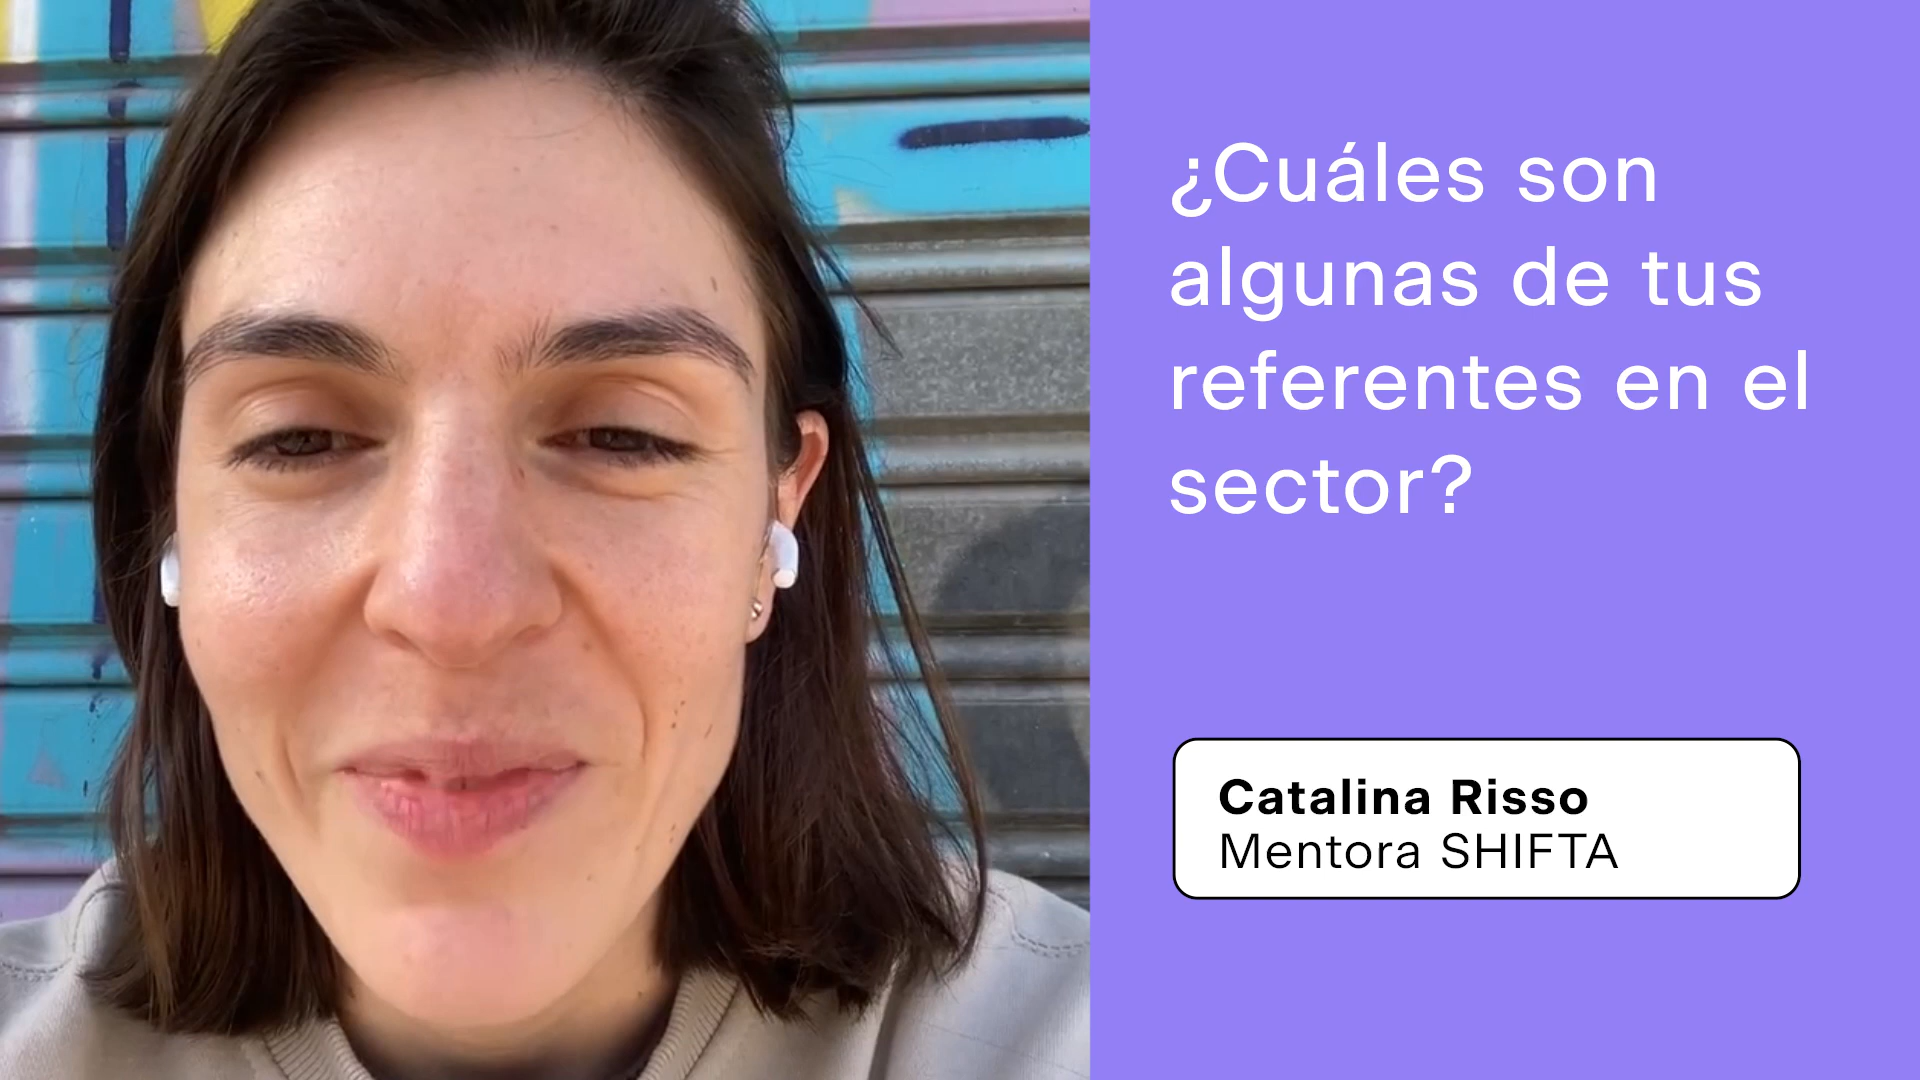 ¿Cuáles son
algunas de tus
referentes en el
sector?
Catalina Risso
Mentora SHIFTA